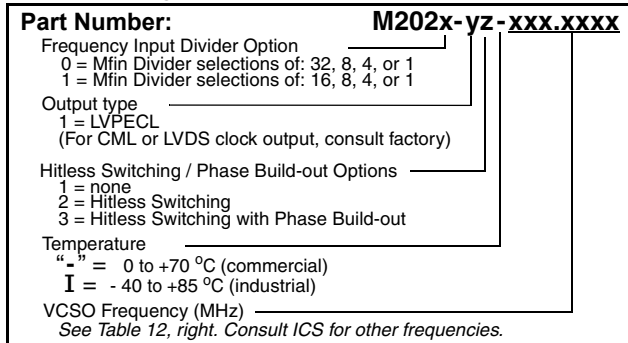 Part Number: M202x-yz-xxx.xxxx
Frequency Input Divider Option
0 = Mfin Divider selections of: 32, 8, 4, or 1
1 = Mfin Divider selections of: 16, 8, 4, or 1
Output type
1 = LVPECL
(For CML or LVDS clock output, consult factory)
Hitless Switching / Phase Build-out Options
1 = none
2 = Hitless Switching
3 = Hitless Switching with Phase Build-out
Temperature
“-” = 0 to +70 °C (commercial)
I = - 40 to +85 °C (industrial)
VCSO Frequency (MHz)
See Table 12, right. Consult ICS for other frequencies.